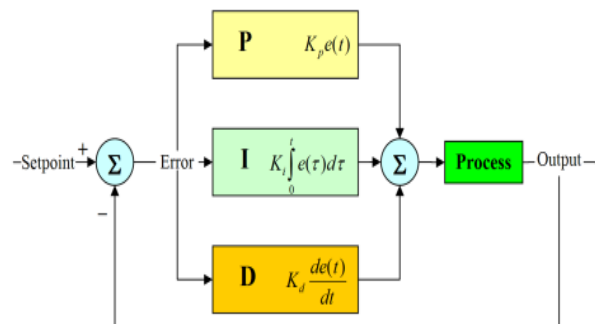 P K_p e(t)
+
–Setpoint
Σ
Error
I K_i ∫_0^t e(τ)dτ
Σ
Process
Output
−
D K_d de(t)/dt